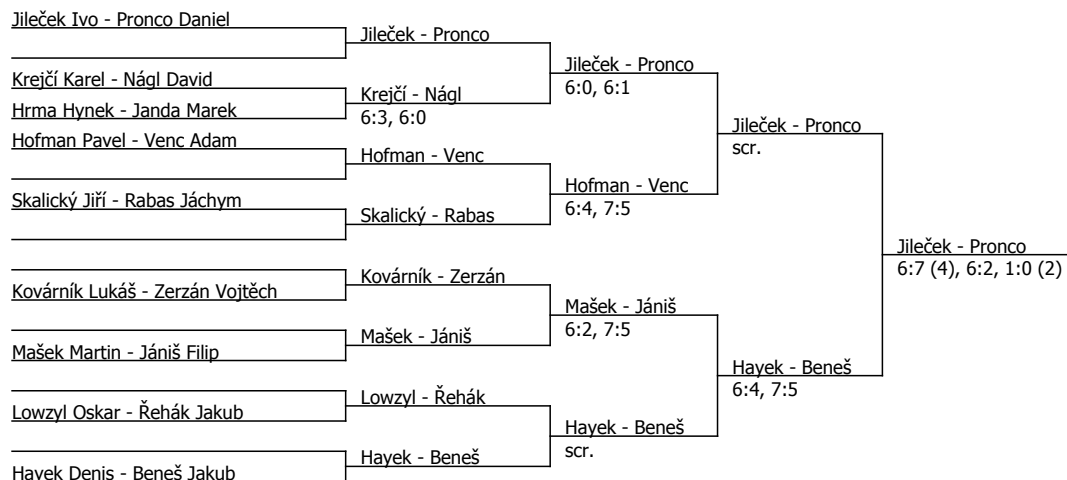 Jileček Ivo - Pronco Daniel
Krejčí Karel - Nágl David
Hrma Hynek - Janda Marek
Hofman Pavel - Venc Adam
Skalický Jiří - Rabas Jáchym
Kovárník Lukáš - Zerzán Vojtěch
Mašek Martin - Jániš Filip
Lowzyl Oskar - Řehák Jakub
Hayek Denis - Beneš Jakub
Jileček - Pronco
Krejčí - Nágl
6:3, 6:0
Hofman - Venc
Skalický - Rabas
Kovárník - Zerzán
Mašek - Jániš
Lowzyl - Řehák
Hayek - Beneš
Jileček - Pronco
6:0, 6:1
Hofman - Venc
6:4, 7:5
Mašek - Jániš
6:2, 7:5
Hayek - Beneš
scr.
Jileček - Pronco
scr.
Hayek - Beneš
6:4, 7:5
Jileček - Pronco
6:7 (4), 6:2, 1:0 (2)